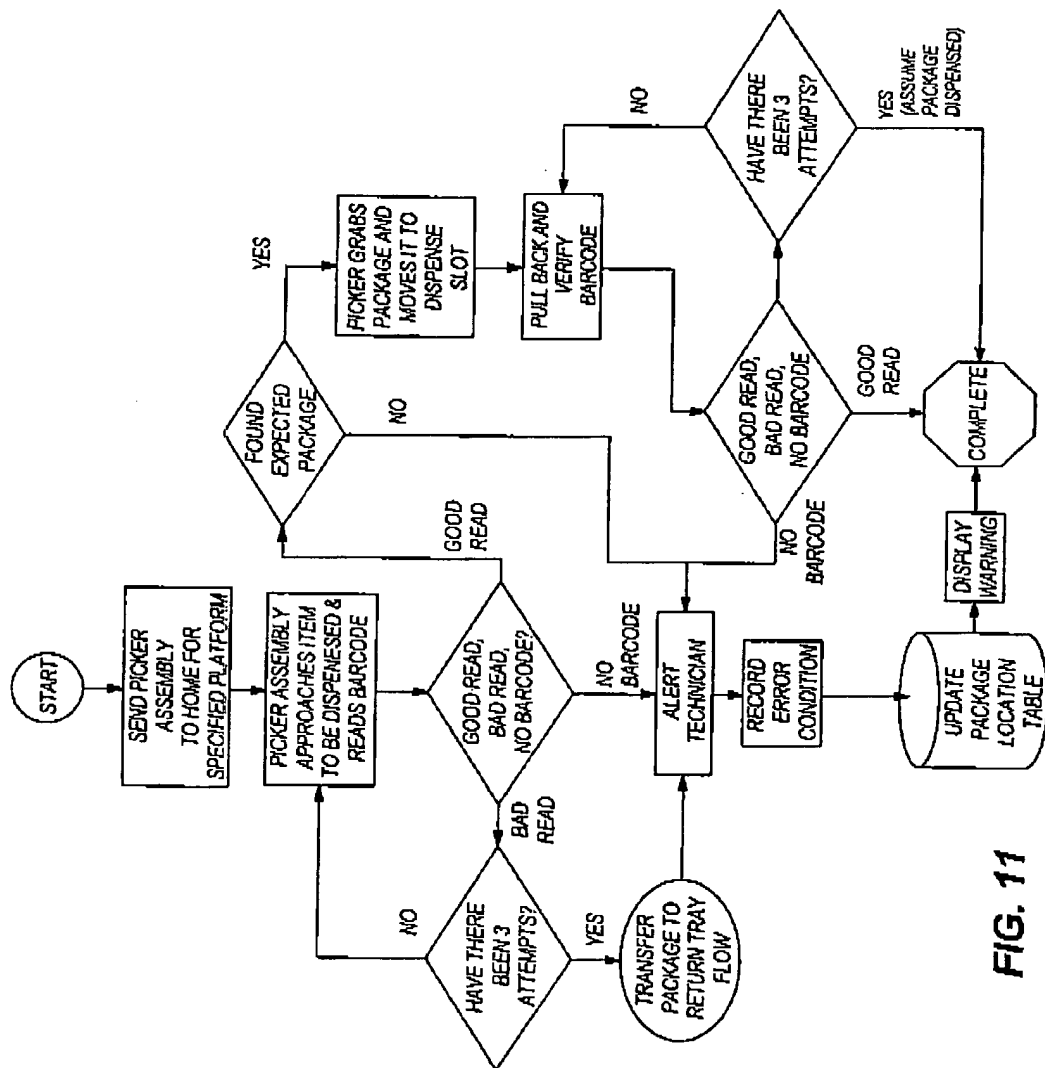 START
SEND PICKER
ASSEMBLY
TO HOME FOR
SPECIFIED PLATFORM
PICKER ASSEMBLY
APPROACHES ITEM
TO BE DISPENESED &
READS BARCODE
GOOD READ,
BAD READ,
NO BARCODE?
GOOD
READ
BAD
READ
NO
BARCODE
HAVE THERE
BEEN 3
ATTEMPTS?
NO
YES
TRANSFER
PACKAGE TO
RETURN TRAY
FLOW
FOUND
EXPECTED
PACKAGE
YES
NO
PICKER GRABS
PACKAGE AND
MOVES IT TO
DISPENSE
SLOT
PULL BACK AND
VERIFY
BARCODE
GOOD READ,
BAD READ,
NO BARCODE
NO
BARCODE
GOOD
READ
HAVE THERE
BEEN 3
ATTEMPTS?
NO
YES
(ASSUME
PACKAGE
DISPENSED)
ALERT
TECHNICIAN
RECORD
ERROR
CONDITION
UPDATE
PACKAGE
LOCATION
TABLE
DISPLAY
WARNING
COMPLETE
FIG. 11